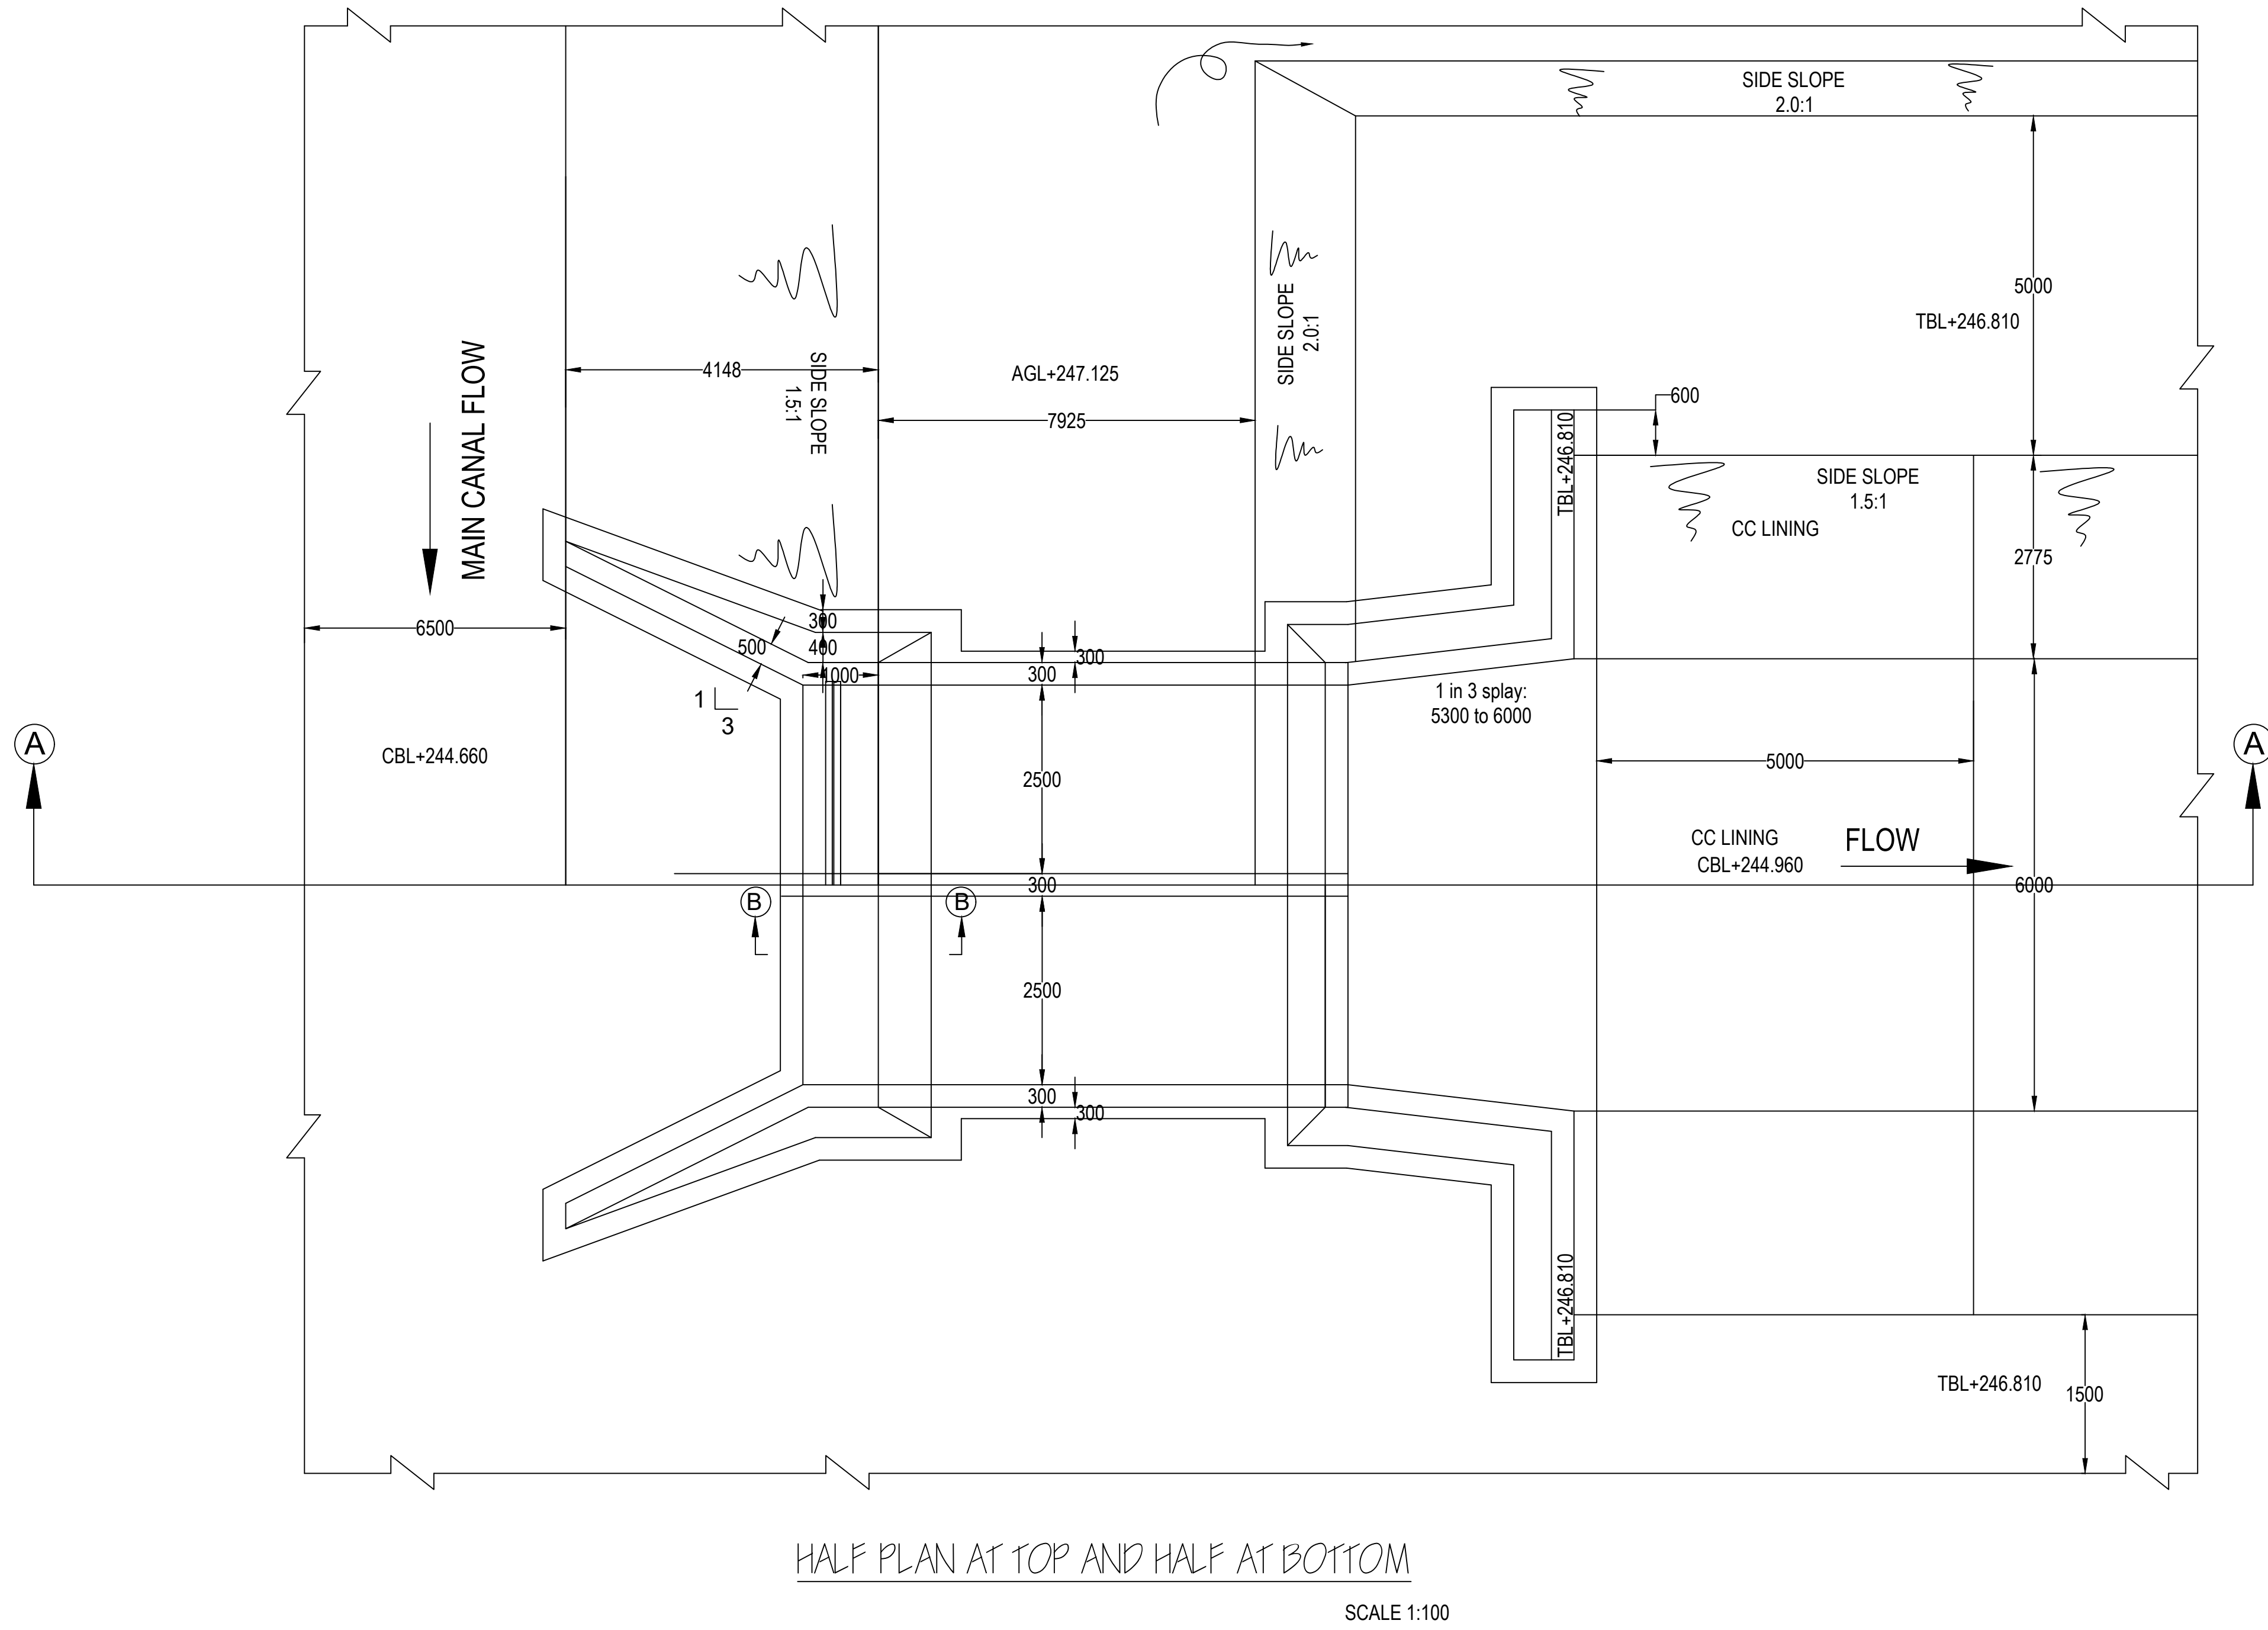 SIDE SLOPE
2.0:1
5000
TBL+246.810
SIDE SLOPE
2.0:1
MAIN CANAL FLOW
4148
SIDE SLOPE
1.5:1
AGL+247.125
7925
600
TBL+246.810
SIDE SLOPE
1.5:1
CC LINING
2775
6500
300
400
500
1000
300
300
1
3
1 in 3 splay:
5300 to 6000
A
A
CBL+244.660
2500
5000
CC LINING
CBL+244.960
FLOW
6000
300
B
B
2500
300
300
TBL+246.810
TBL+246.810
1500
HALF PLAN AT TOP AND HALF AT BOTTOM
SCALE 1:100